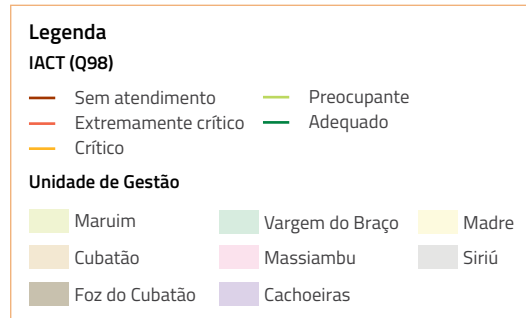 Legenda
IACT (Q98)
Sem atendimento
Preocupante
Extremamente crítico
Adequado
Crítico
Unidade de Gestão
Maruim
Vargem do Braço
Madre
Cubatão
Massiambu
Siriú
Foz do Cubatão
Cachoeiras